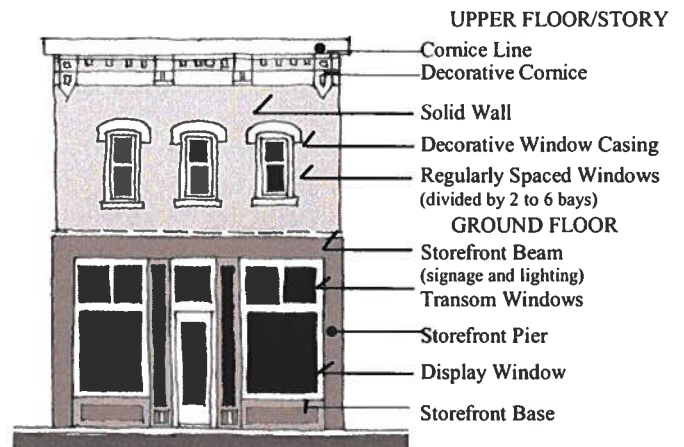 UPPER FLOOR/STORY
Cornice Line
Decorative Cornice
Solid Wall
Decorative Window Casing
Regularly Spaced Windows
(divided by 2 to 6 bays)
GROUND FLOOR
Storefront Beam
(signage and lighting)
Transom Windows
Storefront Pier
Display Window
Storefront Base